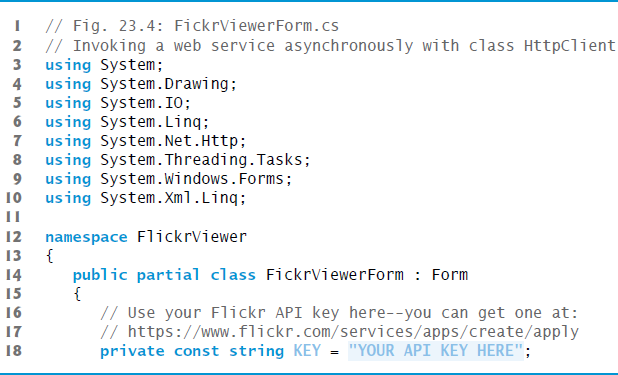 1 // Fig. 23.4: FickrViewerForm.cs
2 // Invoking a web service asynchronously with class HttpClient
3 using System;
4 using System.Drawing;
5 using System.IO;
6 using System.Linq;
7 using System.Net.Http;
8 using System.Threading.Tasks;
9 using System.Windows.Forms;
10 using System.Xml.Linq;
11
12 namespace FlickrViewer
13 {
14 public partial class FickrViewerForm : Form
15 {
16 // Use your Flickr API key here--you can get one at:
17 // https://www.flickr.com/services/apps/create/apply
18 private const string KEY = "YOUR API KEY HERE";